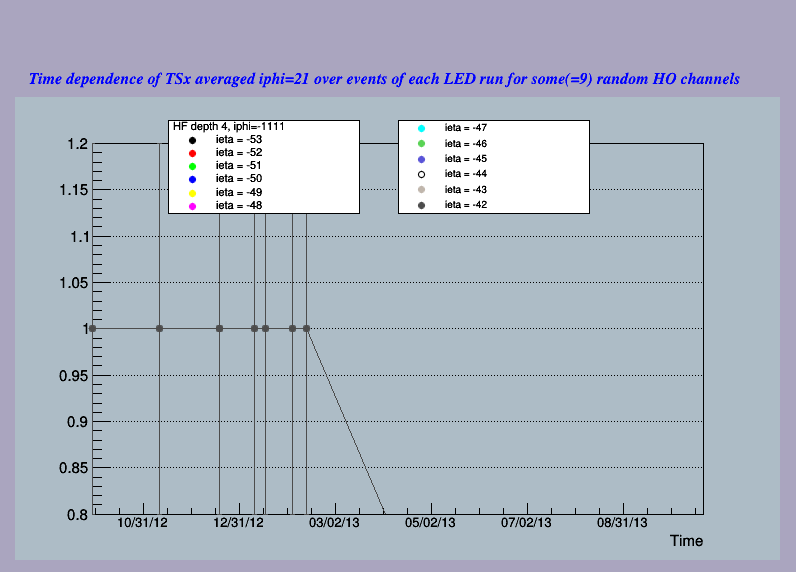 Time dependence of TSx averaged iphi=21 over events of each LED run for some(=9) random HO channels
HF depth 4, iphi=-1111
ieta = -53
ieta = -52
ieta = -51
ieta = -50
ieta = -49
ieta = -48
ieta = -47
ieta = -46
ieta = -45
ieta = -44
ieta = -43
ieta = -42
1.2
1.15
1.1
1.05
1
0.95
0.9
0.85
0.8
10/31/12 12/31/12 03/02/13 05/02/13 07/02/13 08/31/13
Time